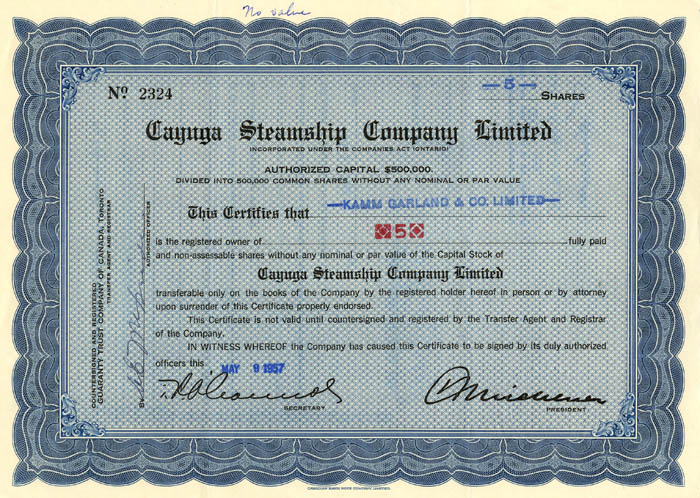 No value
Nº 2324
— 5 — SHARES
Cayuga Steamship Company Limited
INCORPORATED UNDER THE COMPANIES ACT (ONTARIO)
AUTHORIZED CAPITAL $500,000.
DIVIDED INTO 500,000 COMMON SHARES WITHOUT ANY NOMINAL OR PAR VALUE
This Certifies that —KAMM GARLAND & CO. LIMITED—
5
is the registered owner of fully paid
and non-assessable shares without any nominal or par value of the Capital Stock of
Cayuga Steamship Company Limited
transferable only on the books of the Company by the registered holder hereof in person or by attorney
upon surrender of this Certificate properly endorsed.
This Certificate is not valid until countersigned and registered by the Transfer Agent and Registrar
of the Company.
IN WITNESS WHEREOF the Company has caused this Certificate to be signed by its duly authorized
officers this MAY 9 1957
SECRETARY
PRESIDENT
COUNTERSIGNED AND REGISTERED
GUARANTY TRUST COMPANY OF CANADA, TORONTO
TRANSFER AGENT AND REGISTRAR
By
AUTHORIZED OFFICER
CANADIAN BANK NOTE COMPANY, LIMITED